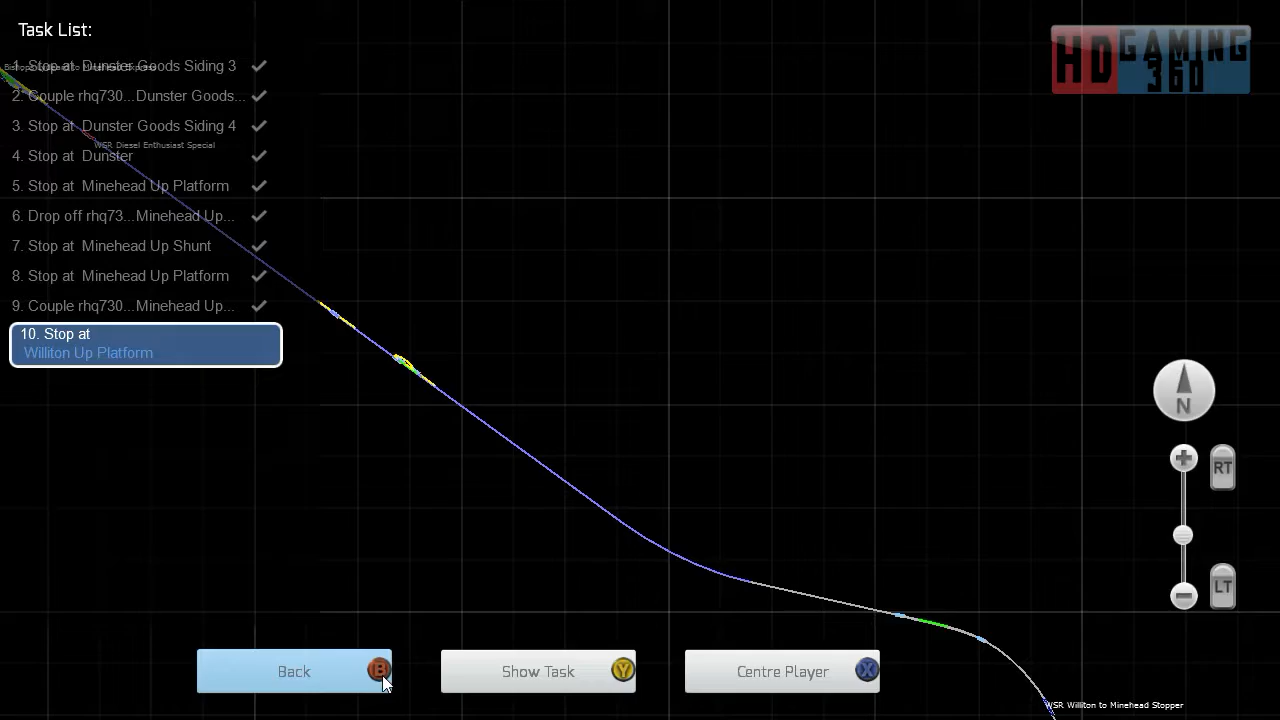 Task List:
1. Stop at Dunster Goods Siding 3
2. Couple rhq730...Dunster Goods...
3. Stop at Dunster Goods Siding 4
WSR Diesel Enthusiast Special
4. Stop at Dunster
5. Stop at Minehead Up Platform
6. Drop off rhq73...Minehead Up...
7. Stop at Minehead Up Shunt
8. Stop at Minehead Up Platform
9. Couple rhq730...Minehead Up...
10. Stop at
Williton Up Platform
HD GAMING
360
N
RT
LT
Back B
Show Task Y
Centre Player X
WSR Williton to Minehead Stopper